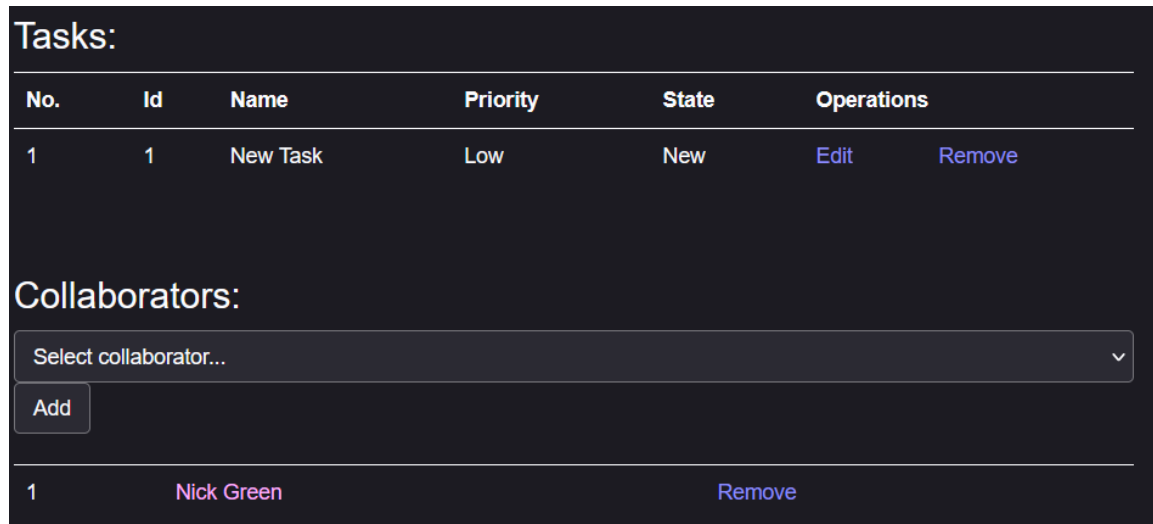 Tasks:
No. Id Name Priority State Operations
1 1 New Task Low New Edit Remove
Collaborators:
Select collaborator...
Add
1 Nick Green Remove